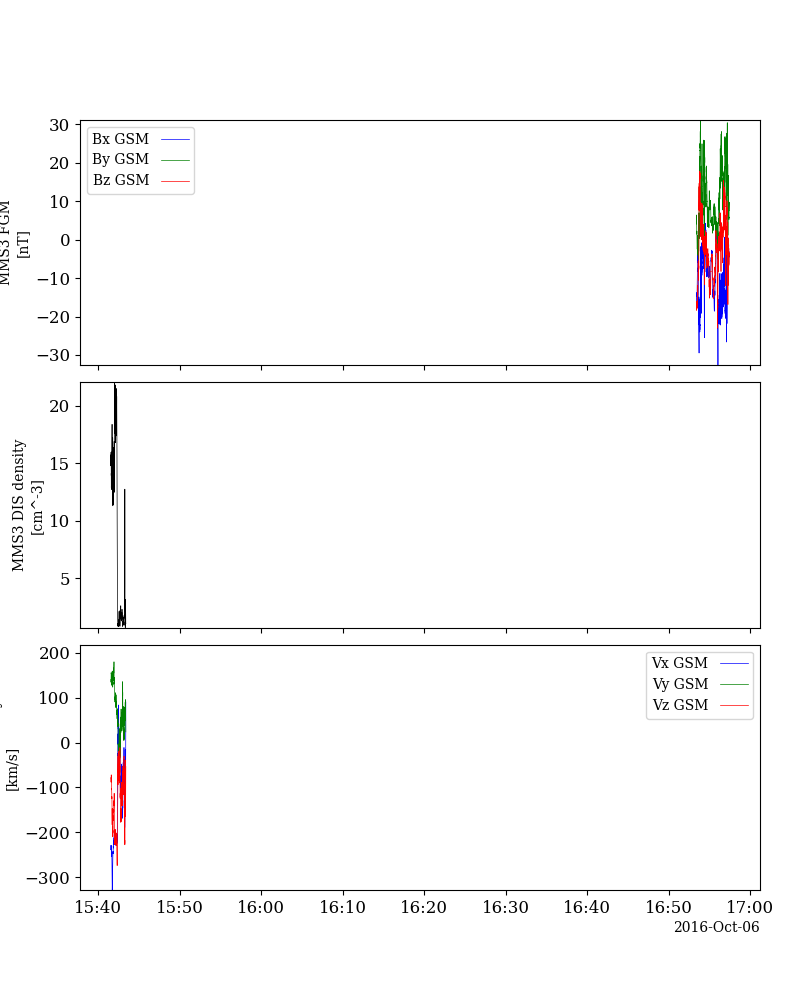 30
20
10
0
−10
−20
−30
MMS3 FGM
[nT]
Bx GSM
By GSM
Bz GSM
20
15
10
5
MMS3 DIS density
[cm^-3]
200
100
0
−100
−200
−300
[km/s]
Vx GSM
Vy GSM
Vz GSM
15:40 15:50 16:00 16:10 16:20 16:30 16:40 16:50 17:00
2016-Oct-06